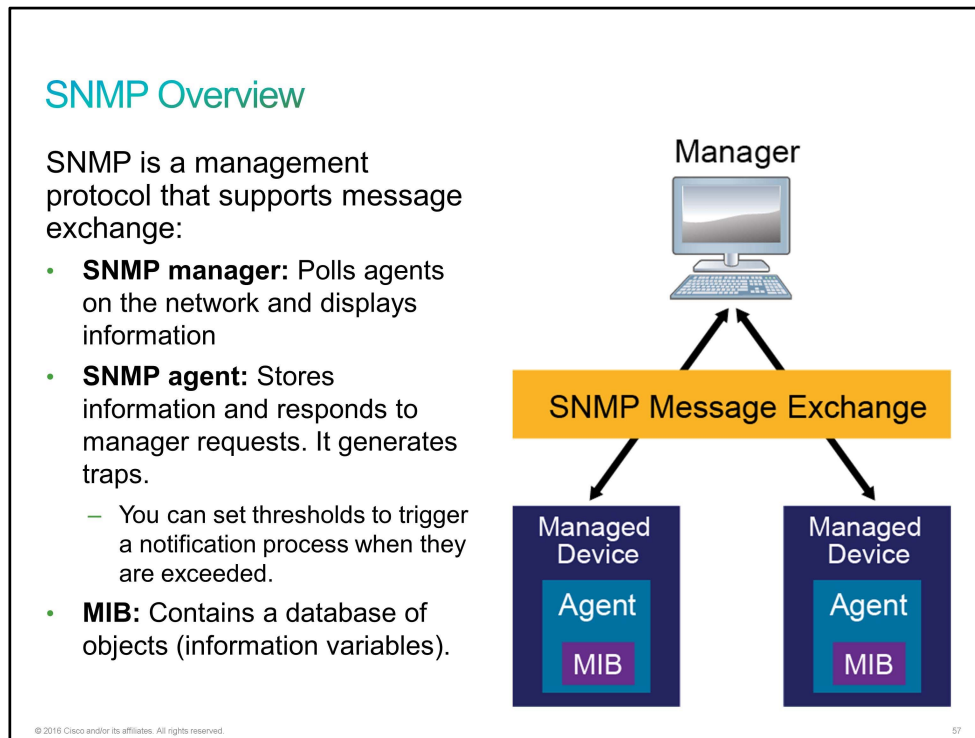 SNMP Overview
SNMP is a management
protocol that supports message
exchange:
• SNMP manager: Polls agents
on the network and displays
information
• SNMP agent: Stores
information and responds to
manager requests. It generates
traps.
– You can set thresholds to trigger
a notification process when they
are exceeded.
• MIB: Contains a database of
objects (information variables).
Manager
SNMP Message Exchange
Managed
Device
Agent
MIB
Managed
Device
Agent
MIB
© 2016 Cisco and/or its affiliates. All rights reserved.
57